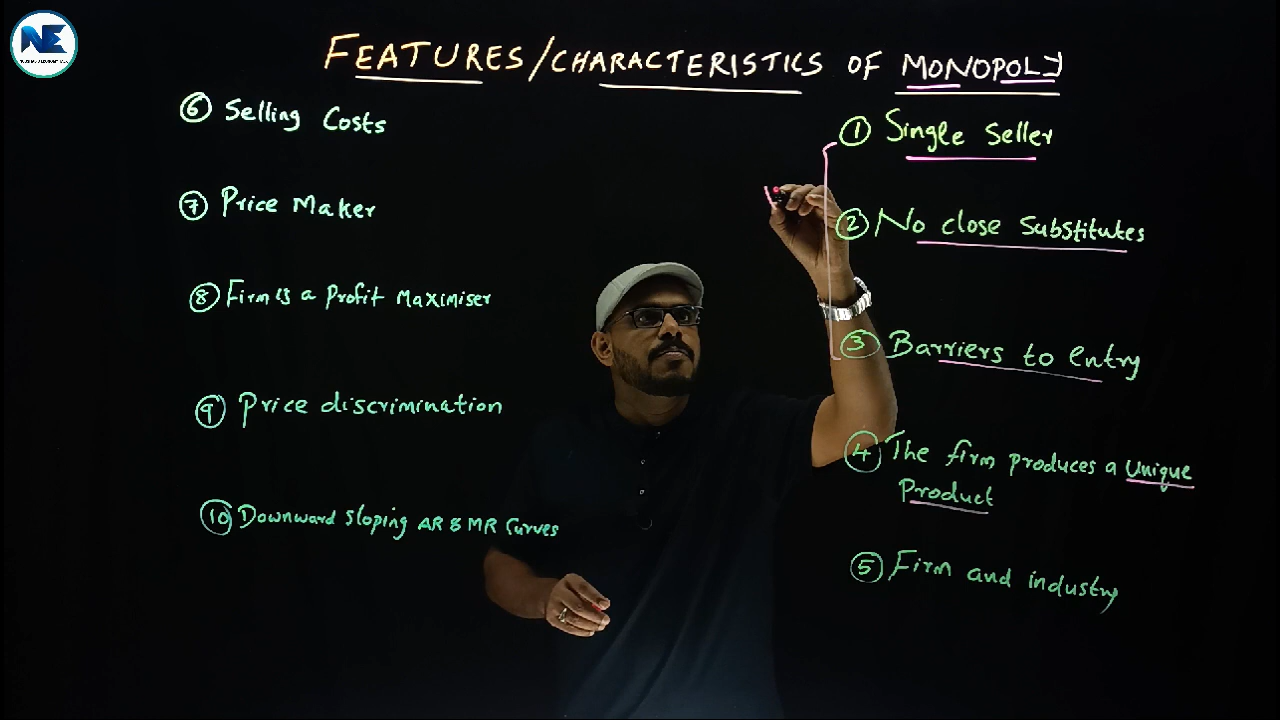 NE
FEATURES/CHARACTERISTICS OF MONOPOLY
① Single Seller
② No close Substitutes
③ Barriers to Entry
④ The firm produces a Unique
Product
⑤ Firm and industry
⑥ Selling Costs
⑦ Price Maker
⑧ Firm is a Profit Maximiser
⑨ Price discrimination
⑩ Downward Sloping AR & MR Curves